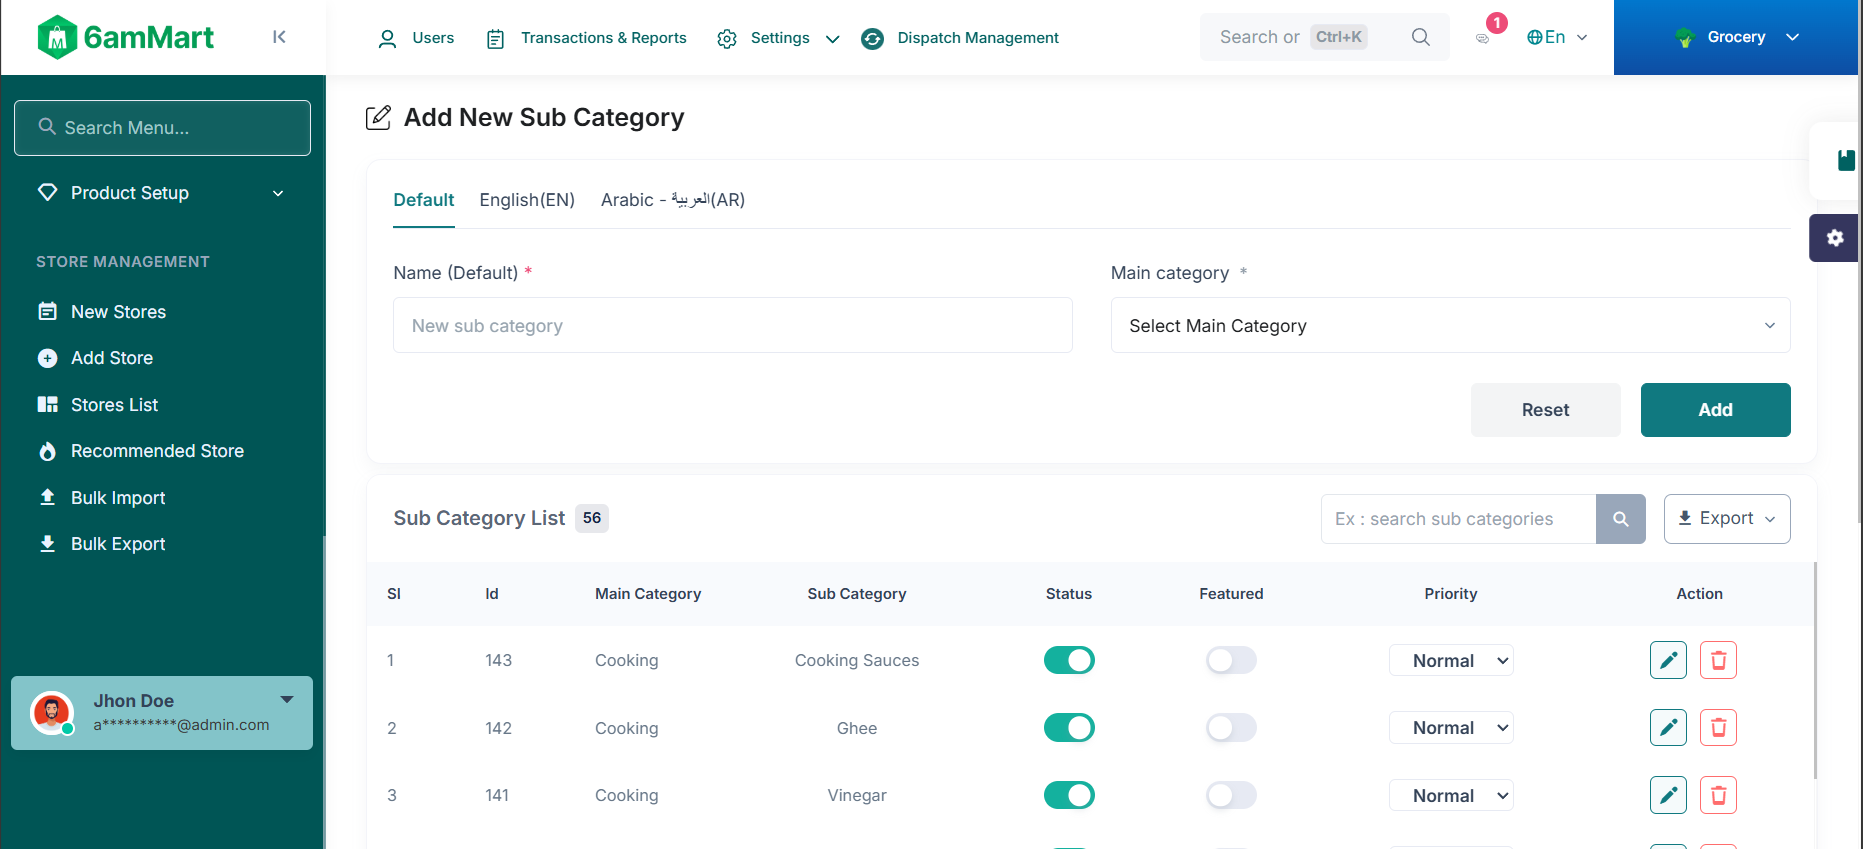 6amMart
Users
Transactions & Reports
Settings
Dispatch Management
Search or Ctrl+K
1
En
Grocery
Search Menu...
Product Setup
STORE MANAGEMENT
New Stores
Add Store
Stores List
Recommended Store
Bulk Import
Bulk Export
Jhon Doe
a**********@admin.com
Add New Sub Category
Default English(EN) Arabic - العربية(AR)
Name (Default) * Main category *
New sub category Select Main Category
Reset Add
Sub Category List 56 Ex : search sub categories Export
Sl Id Main Category Sub Category Status Featured Priority Action
1 143 Cooking Cooking Sauces Normal
2 142 Cooking Ghee Normal
3 141 Cooking Vinegar Normal